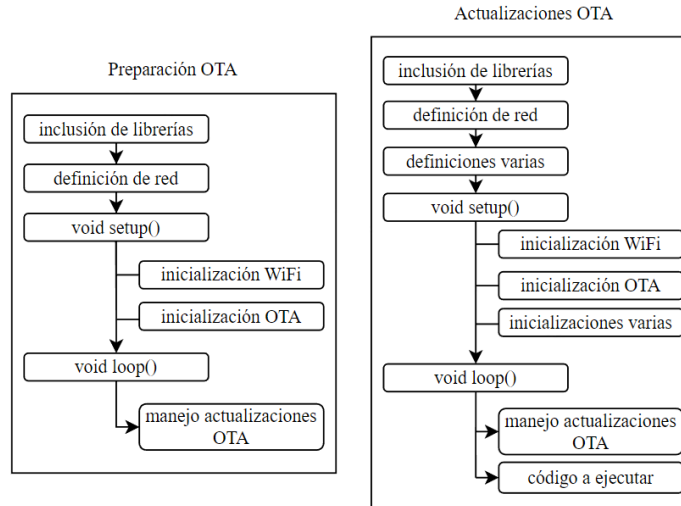 Preparación OTA
inclusión de librerías
definición de red
void setup()
inicialización WiFi
inicialización OTA
void loop()
manejo actualizaciones
OTA
Actualizaciones OTA
inclusión de librerías
definición de red
definiciones varias
void setup()
inicialización WiFi
inicialización OTA
inicializaciones varias
void loop()
manejo actualizaciones
OTA
código a ejecutar